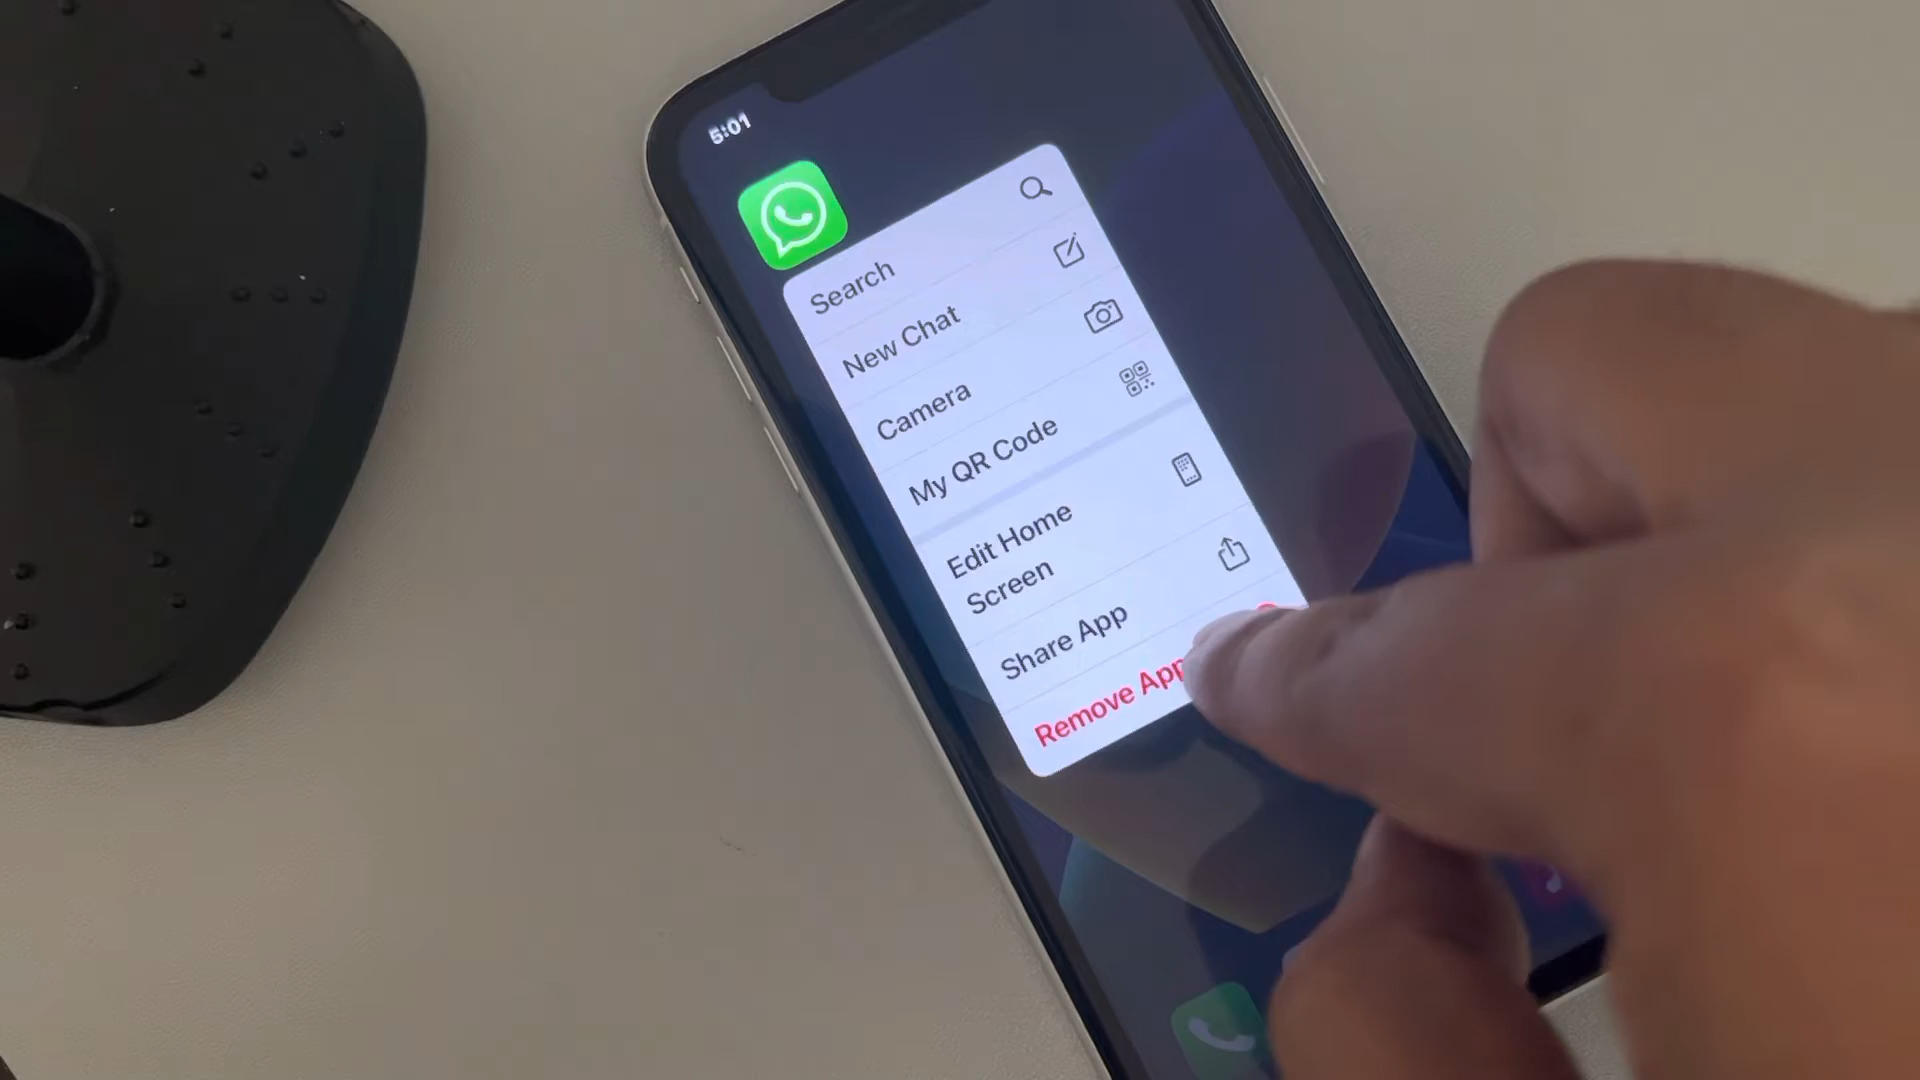 5:01
Search
New Chat
Camera
My QR Code
Edit Home
Screen
Share App
Remove App